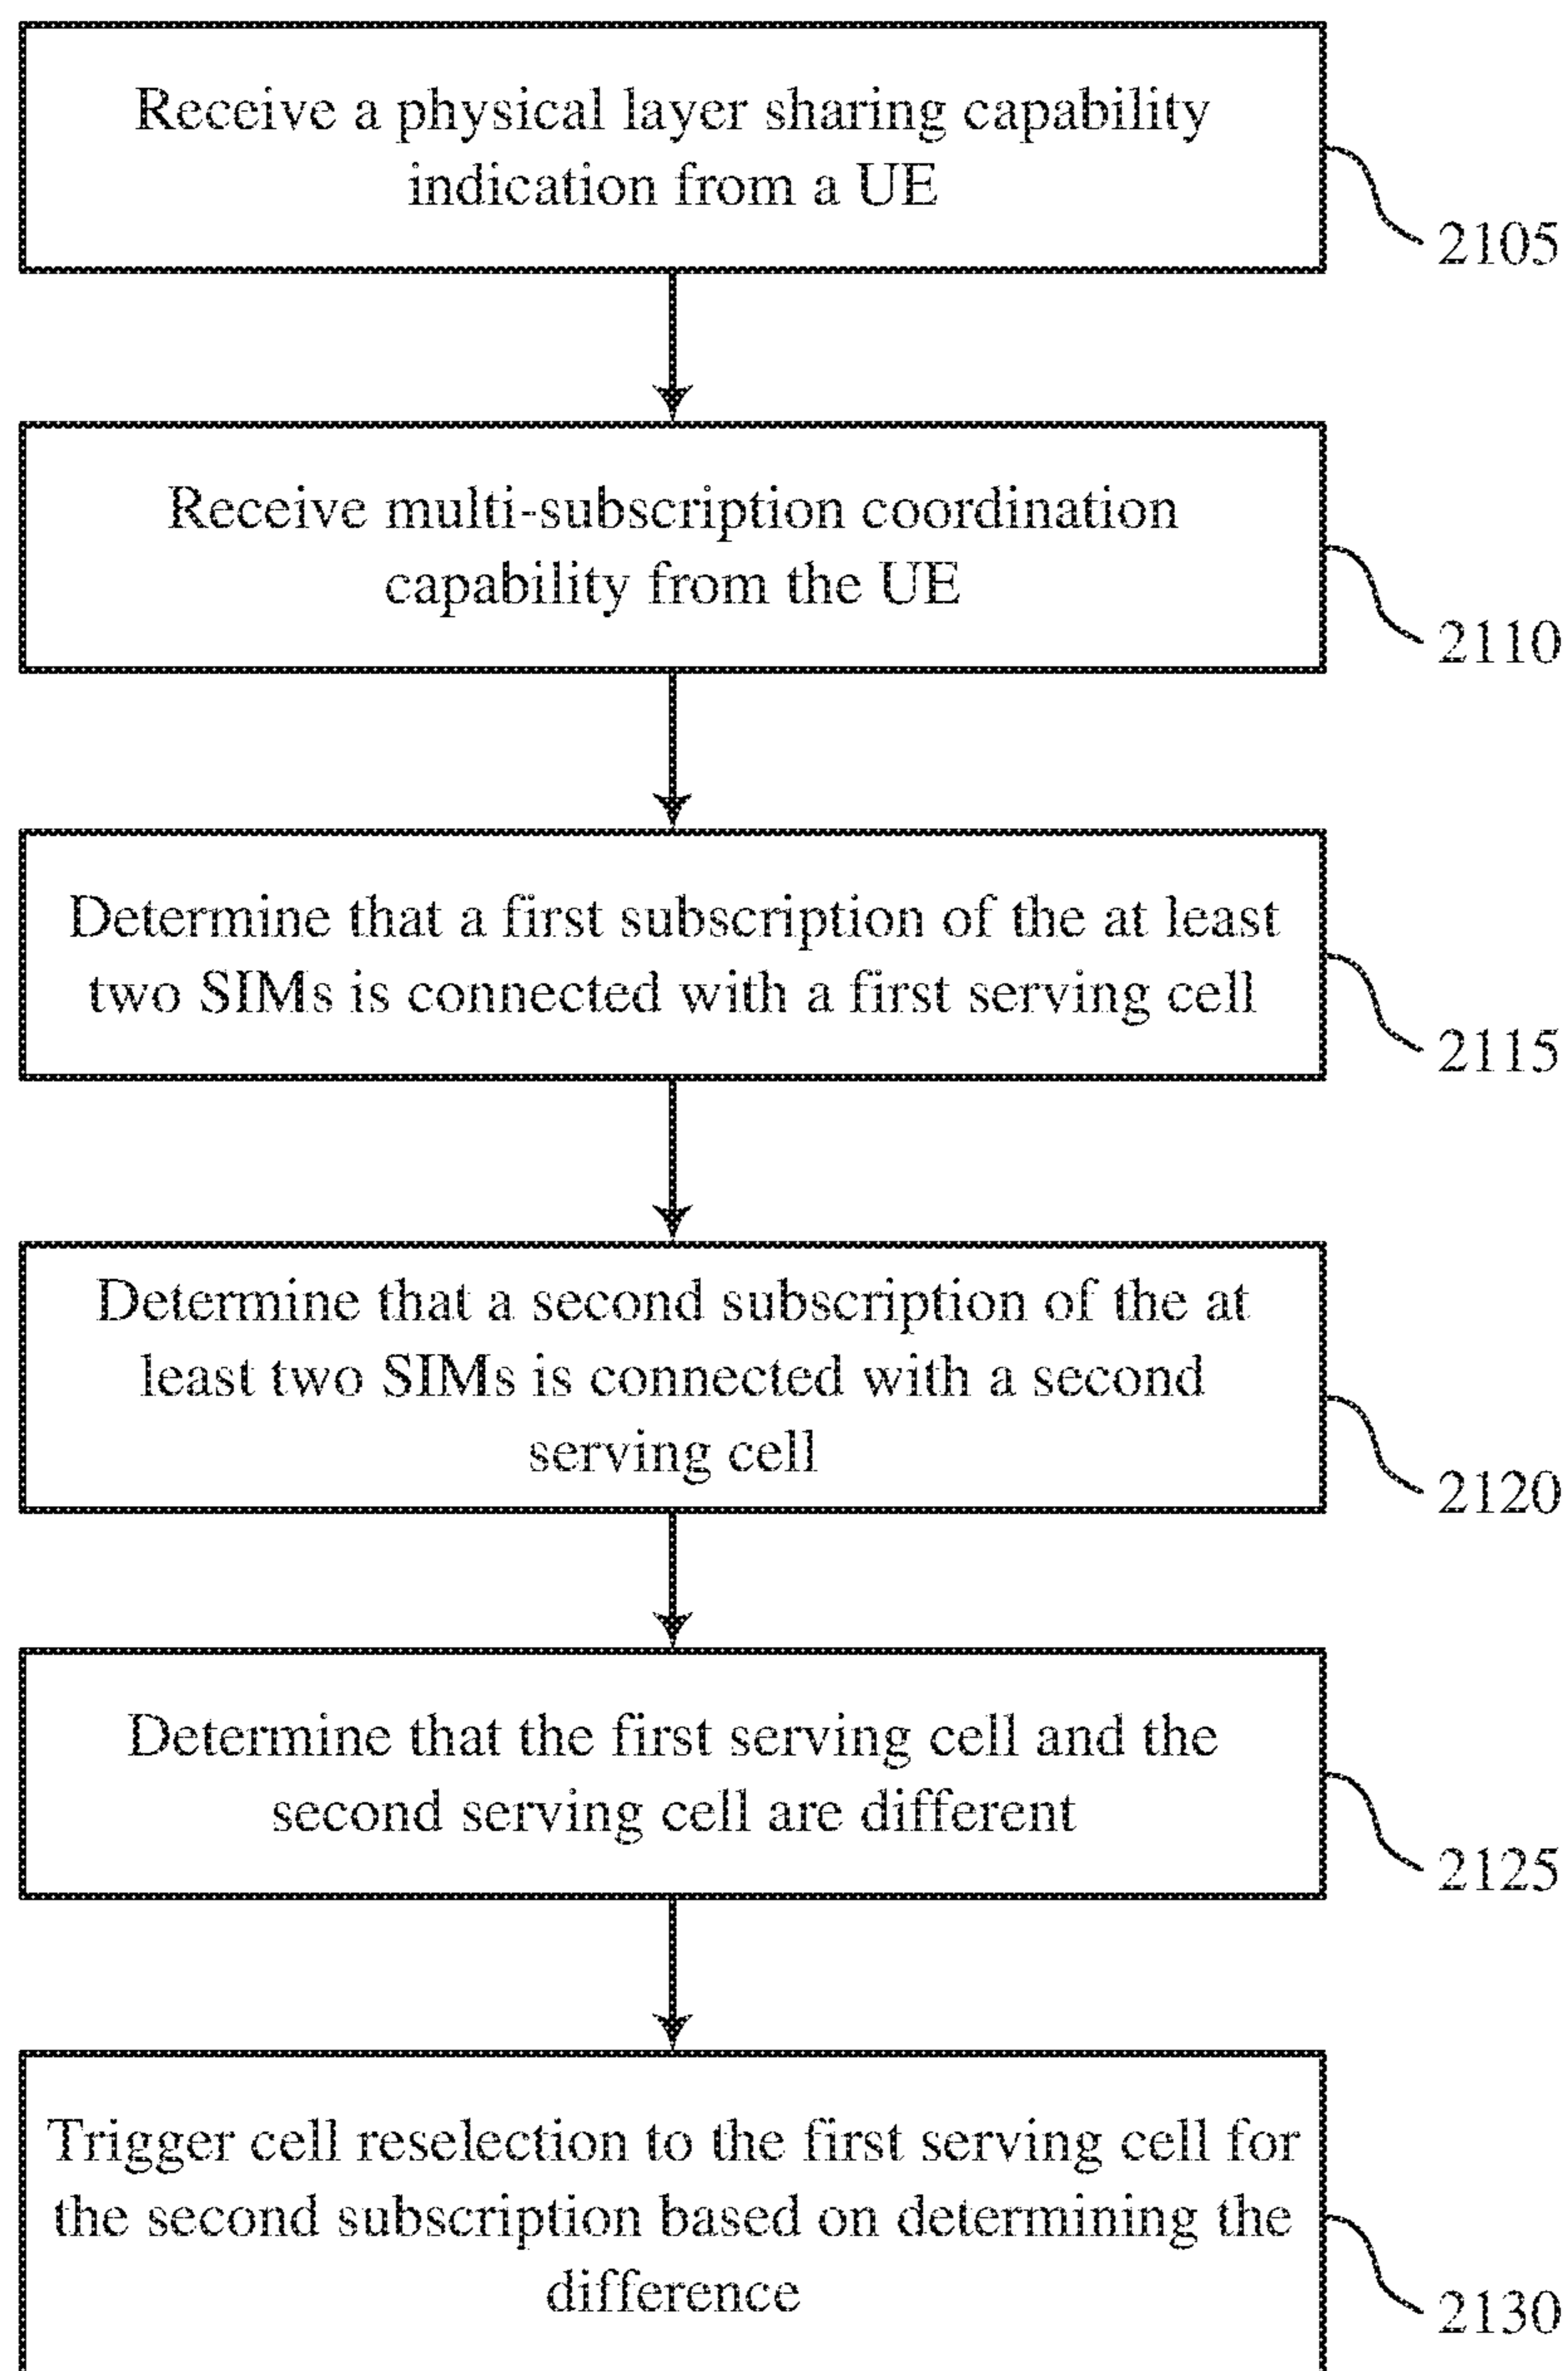 Receive a physical layer sharing capability
indication from a UE
2105
Receive multi-subscription coordination
capability from the UE
2110
Determine that a first subscription of the at least
two SIMs is connected with a first serving cell
2115
Determine that a second subscription of the at
least two SIMs is connected with a second
serving cell
2120
Determine that the first serving cell and the
second serving cell are different
2125
Trigger cell reselection to the first serving cell for
the second subscription based on determining the
difference
2130